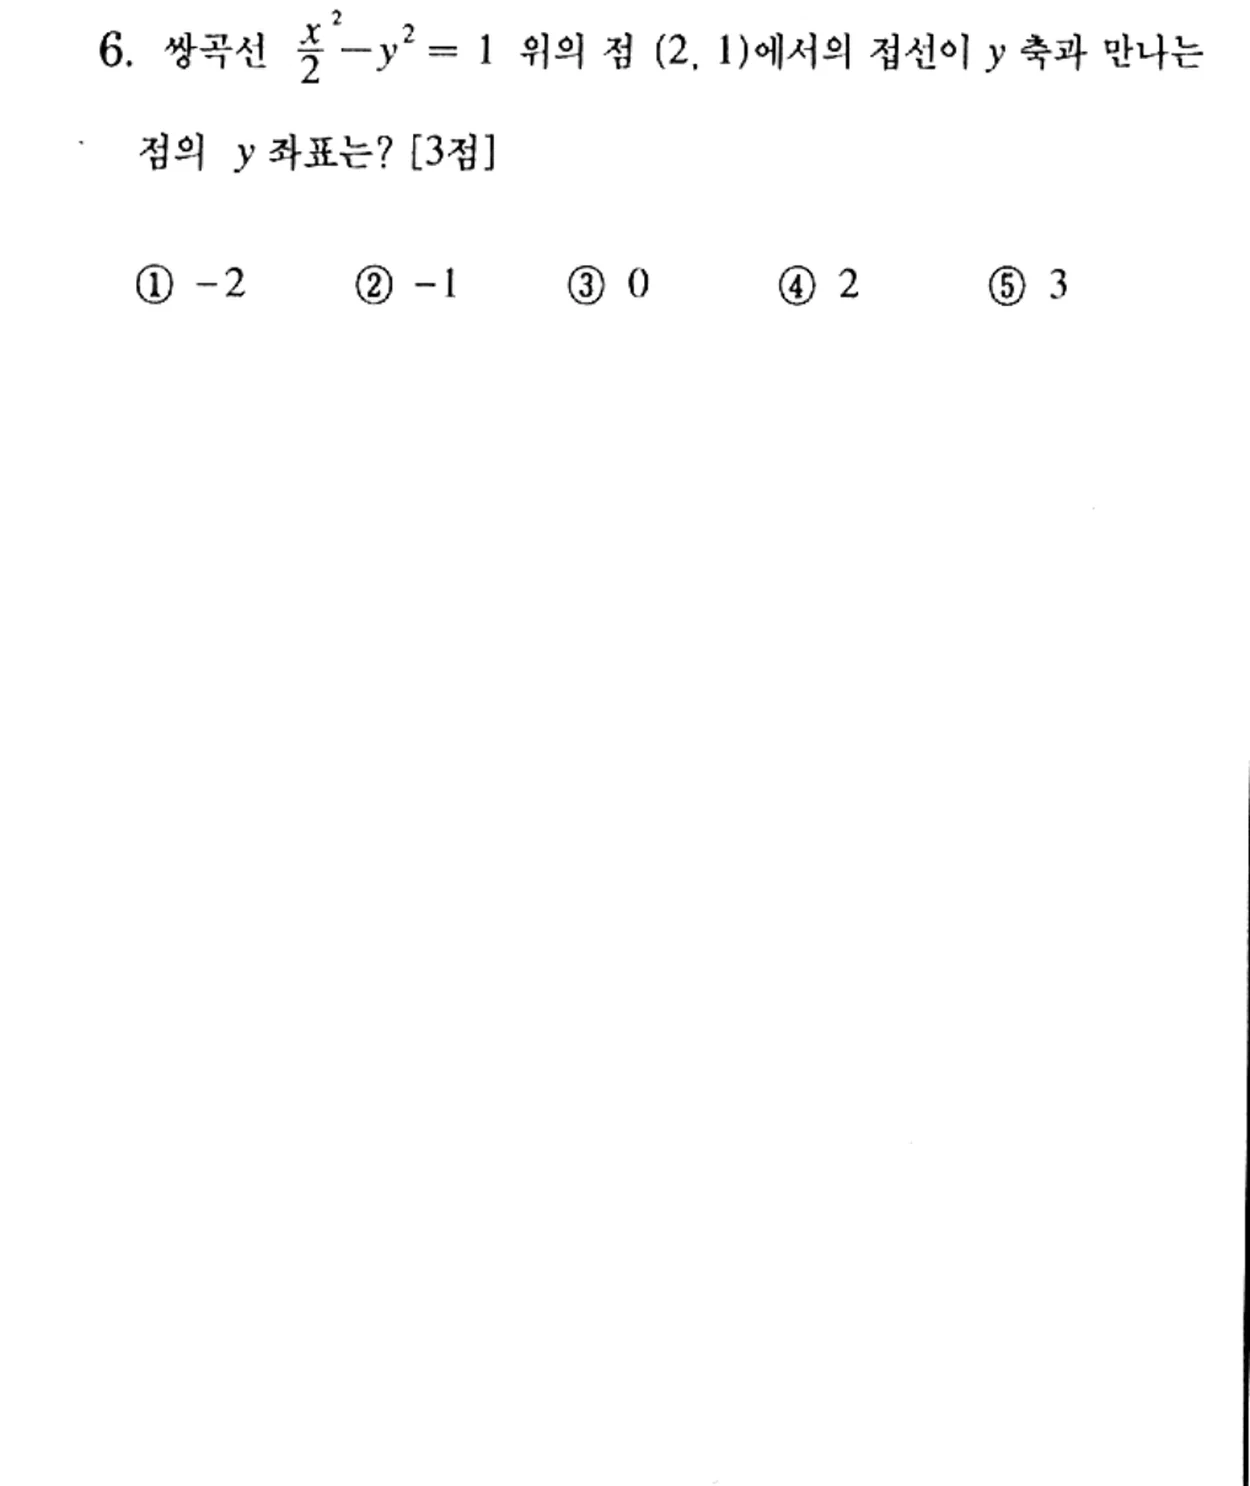 6. 쌍곡선 x²/2 - y² = 1 위의 점 (2, 1)에서의 접선이 y 축과 만나는
점의 y 좌표는? [3점]
① -2 ② -1 ③ 0 ④ 2 ⑤ 3